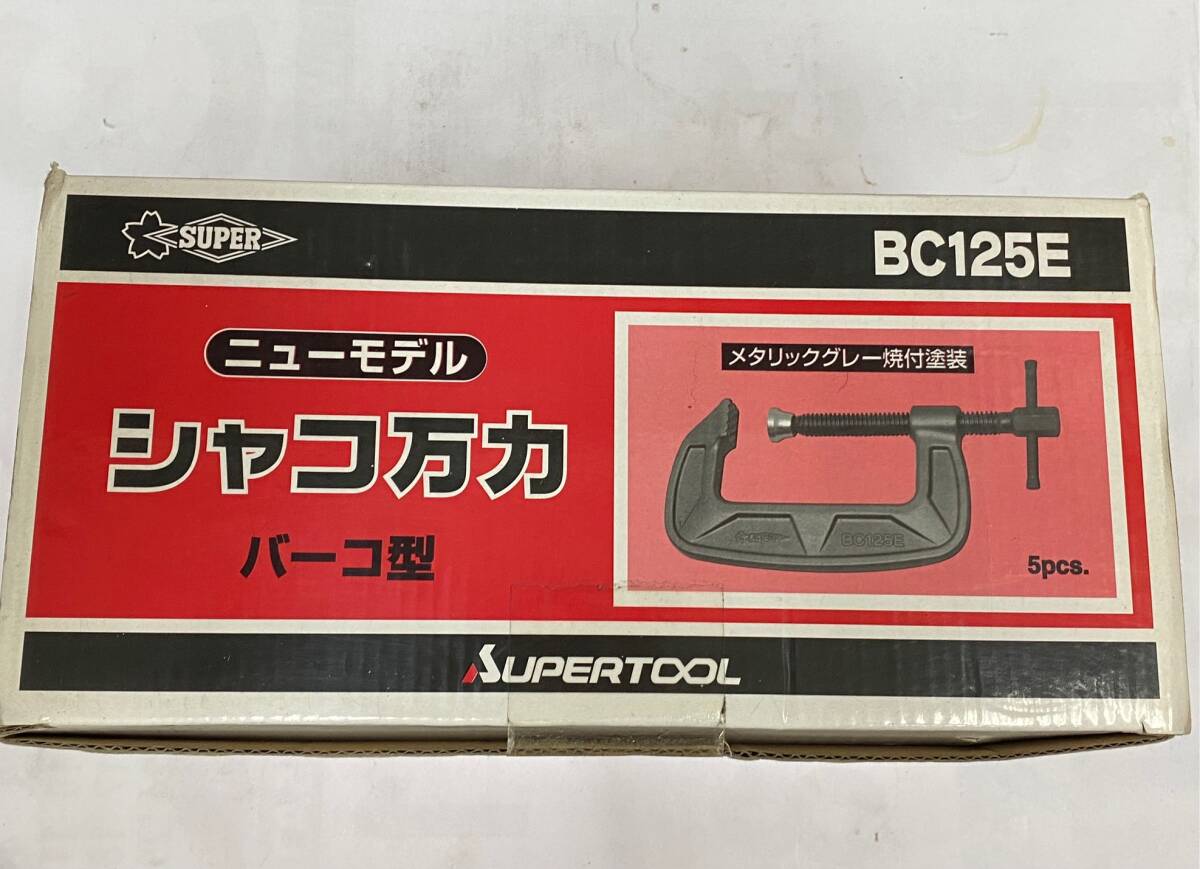 SUPER
BC125E
ニューモデル
シャコ万力
バーコ型
メタリックグレー焼付塗装
BC125E
5pcs.
SUPERTOOL